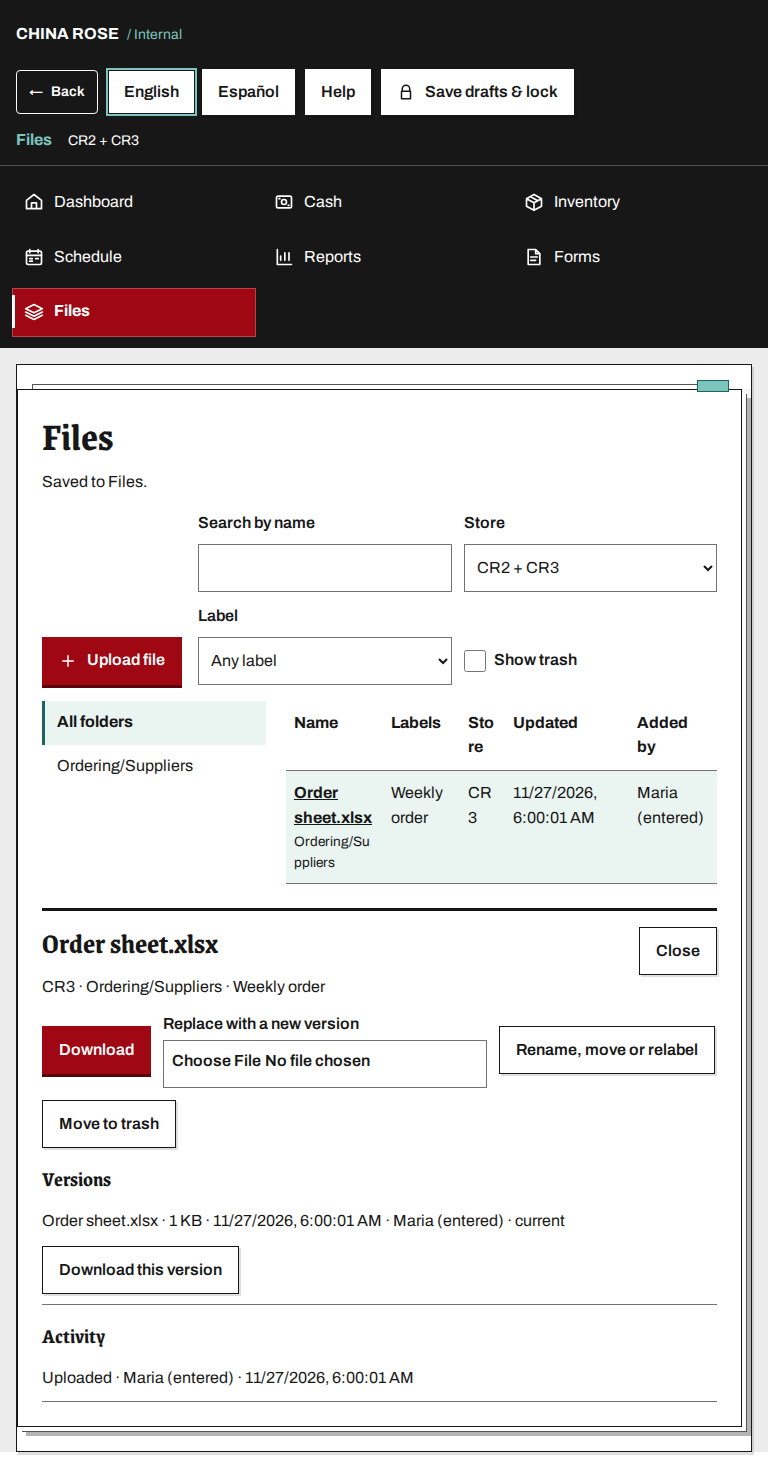 CHINA ROSE / Internal
← Back
English
Español
Help
Save drafts & lock
Files CR2 + CR3
Dashboard
Cash
Inventory
Schedule
Reports
Forms
Files
Files
Saved to Files.
Search by name
Store
CR2 + CR3
Label
Upload file
Any label
Show trash
All folders
Ordering/Suppliers
Name
Labels
Sto
re
Updated
Added
by
Order
sheet.xlsx
Ordering/Su
ppliers
Weekly
order
CR
3
11/27/2026,
6:00:01 AM
Maria
(entered)
Order sheet.xlsx
Close
CR3 · Ordering/Suppliers · Weekly order
Download
Replace with a new version
Choose File No file chosen
Rename, move or relabel
Move to trash
Versions
Order sheet.xlsx · 1 KB · 11/27/2026, 6:00:01 AM · Maria (entered) · current
Download this version
Activity
Uploaded · Maria (entered) · 11/27/2026, 6:00:01 AM